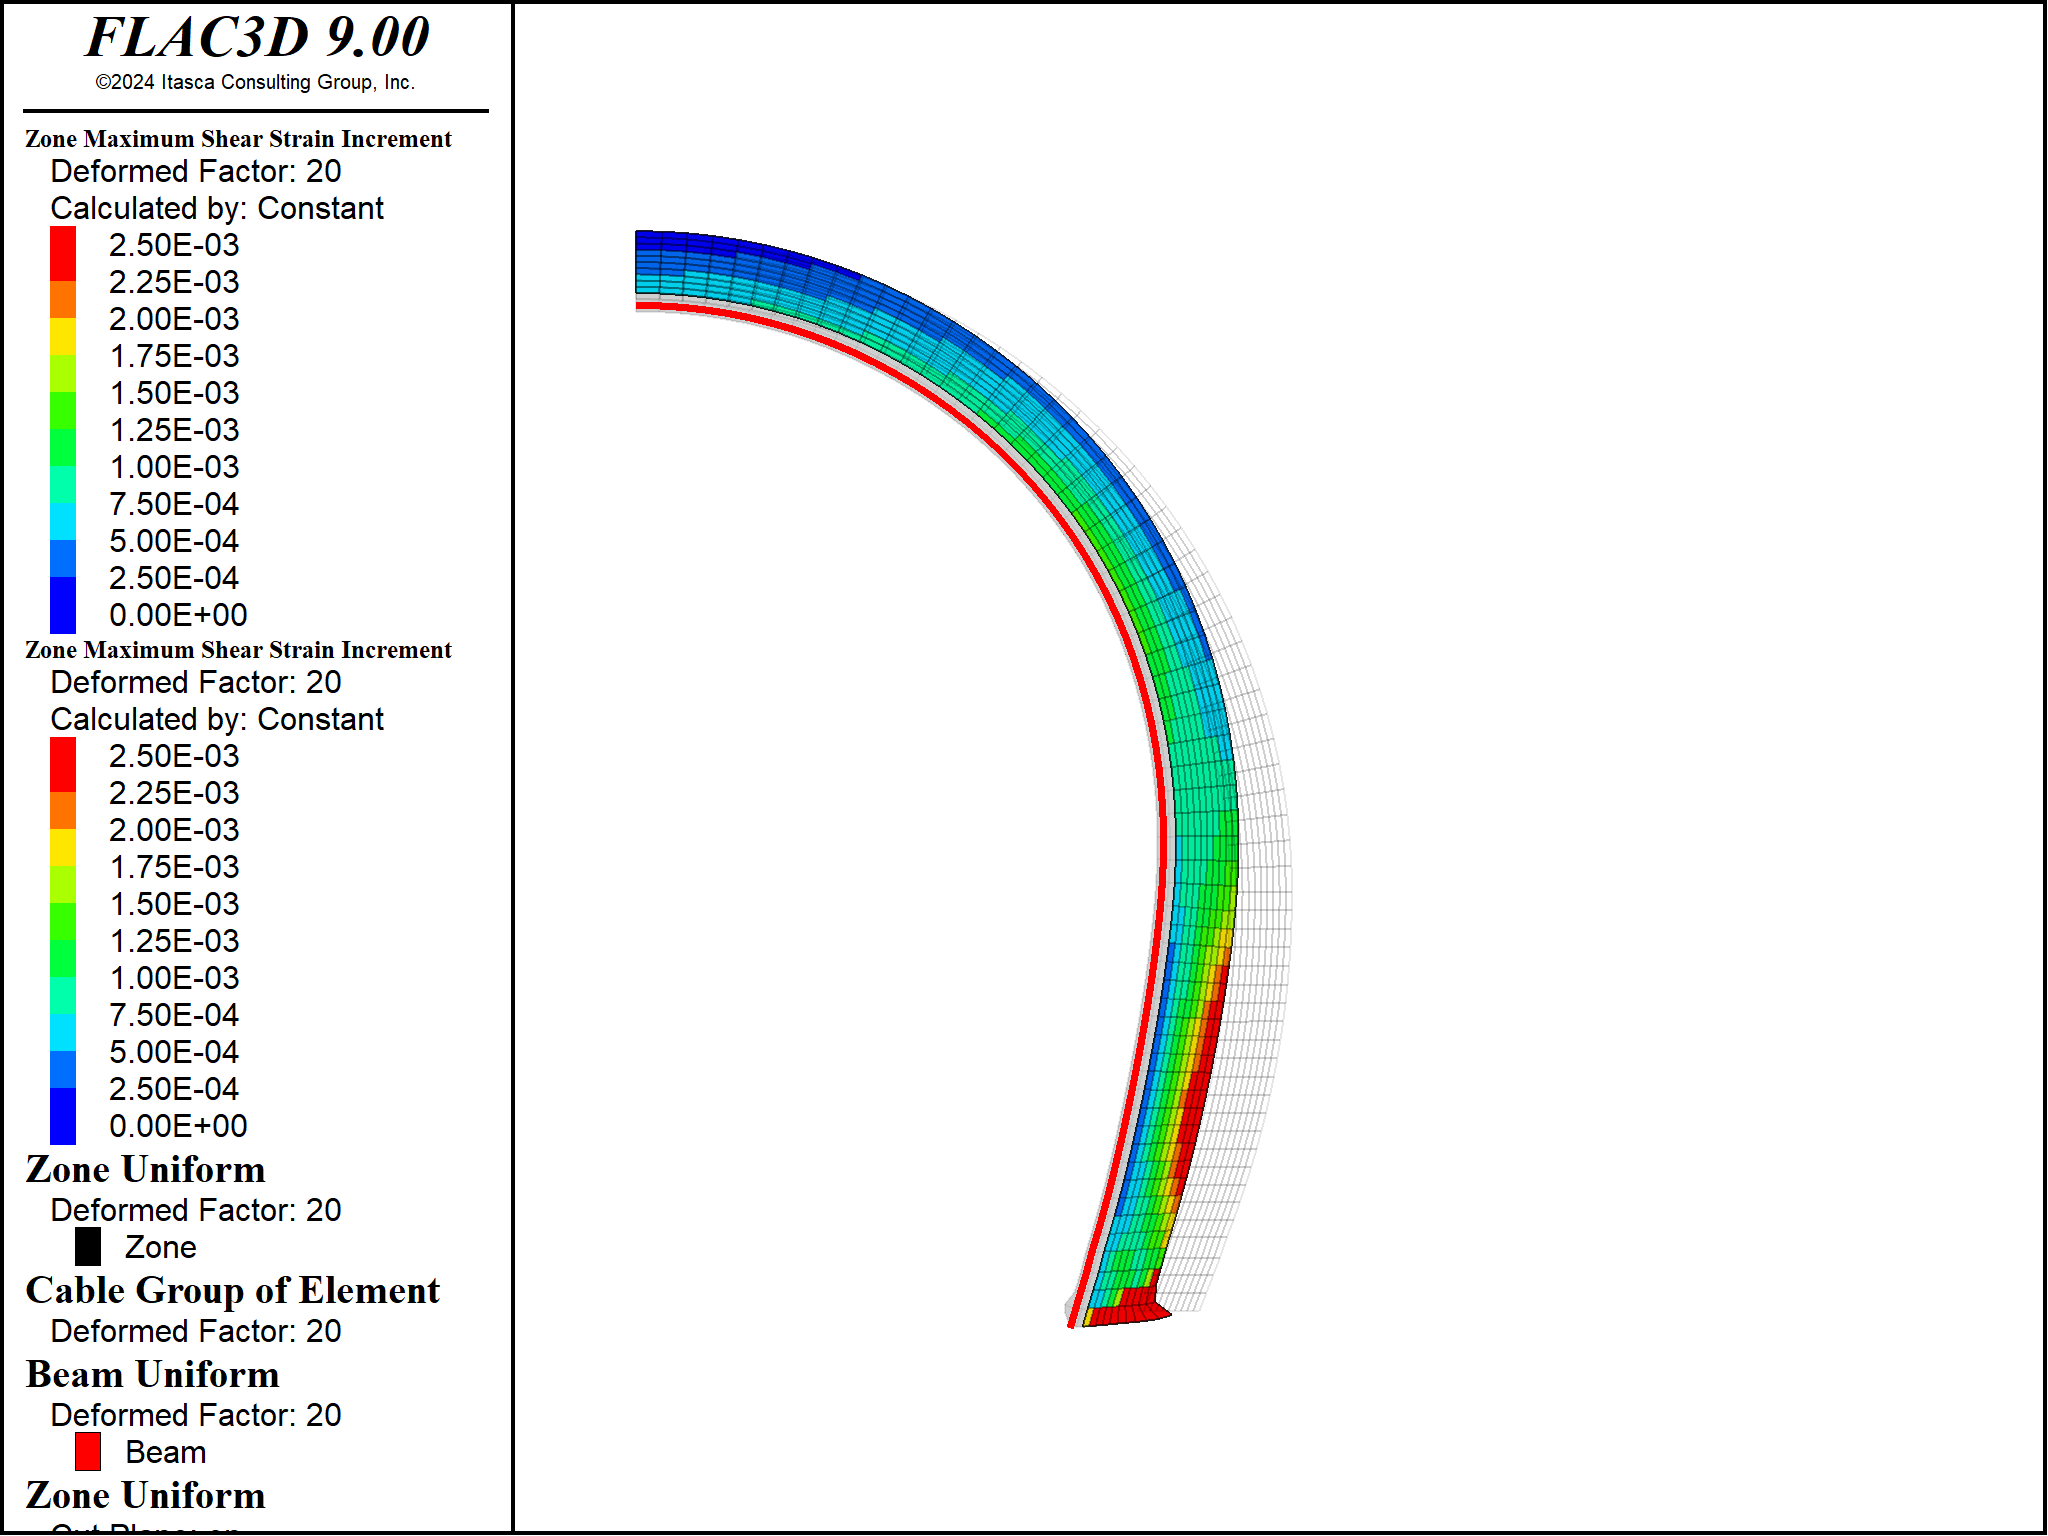 FLAC3D 9.00
©2024 Itasca Consulting Group, Inc.
Zone Maximum Shear Strain Increment
Deformed Factor: 20
Calculated by: Constant
2.50E-03
2.25E-03
2.00E-03
1.75E-03
1.50E-03
1.25E-03
1.00E-03
7.50E-04
5.00E-04
2.50E-04
0.00E+00
Zone Maximum Shear Strain Increment
Deformed Factor: 20
Calculated by: Constant
2.50E-03
2.25E-03
2.00E-03
1.75E-03
1.50E-03
1.25E-03
1.00E-03
7.50E-04
5.00E-04
2.50E-04
0.00E+00
Zone Uniform
Deformed Factor: 20
Zone
Cable Group of Element
Deformed Factor: 20
Beam Uniform
Deformed Factor: 20
Beam
Zone Uniform